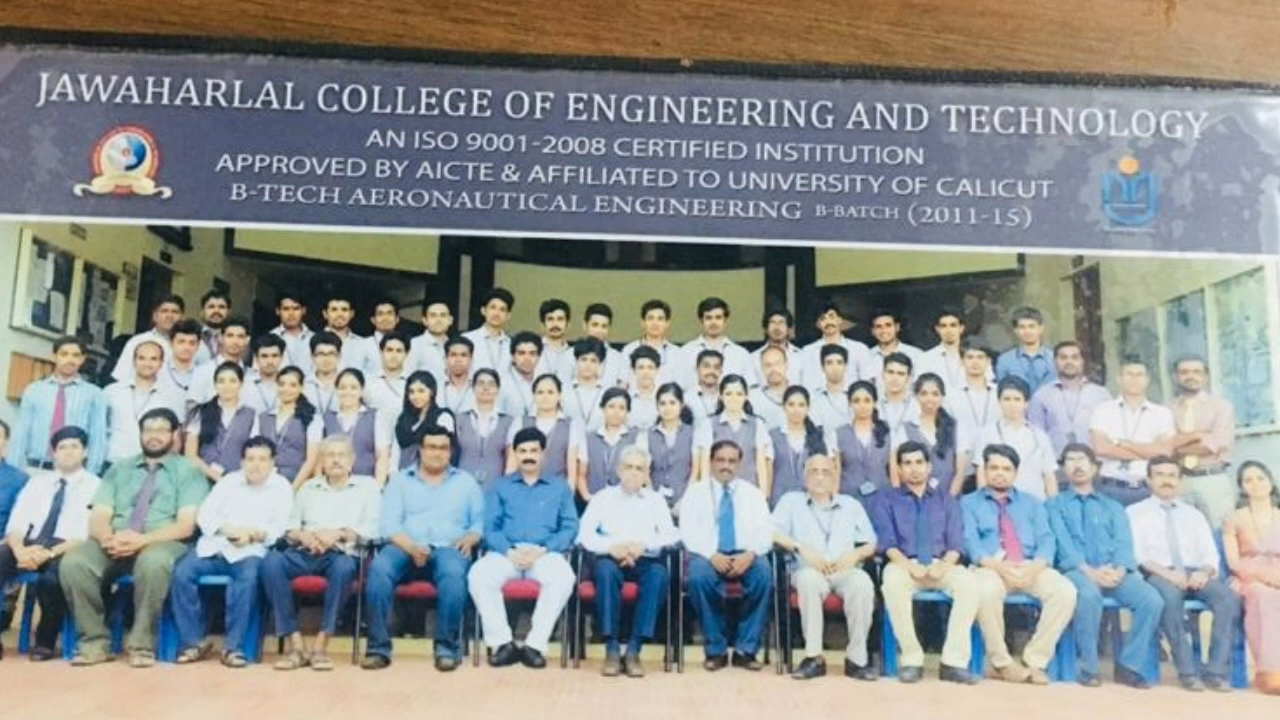 JAWAHARLAL COLLEGE OF ENGINEERING AND TECHNOLOGY
AN ISO 9001-2008 CERTIFIED INSTITUTION
APPROVED BY AICTE & AFFILIATED TO UNIVERSITY OF CALICUT
B-TECH AERONAUTICAL ENGINEERING B-BATCH (2011-15)